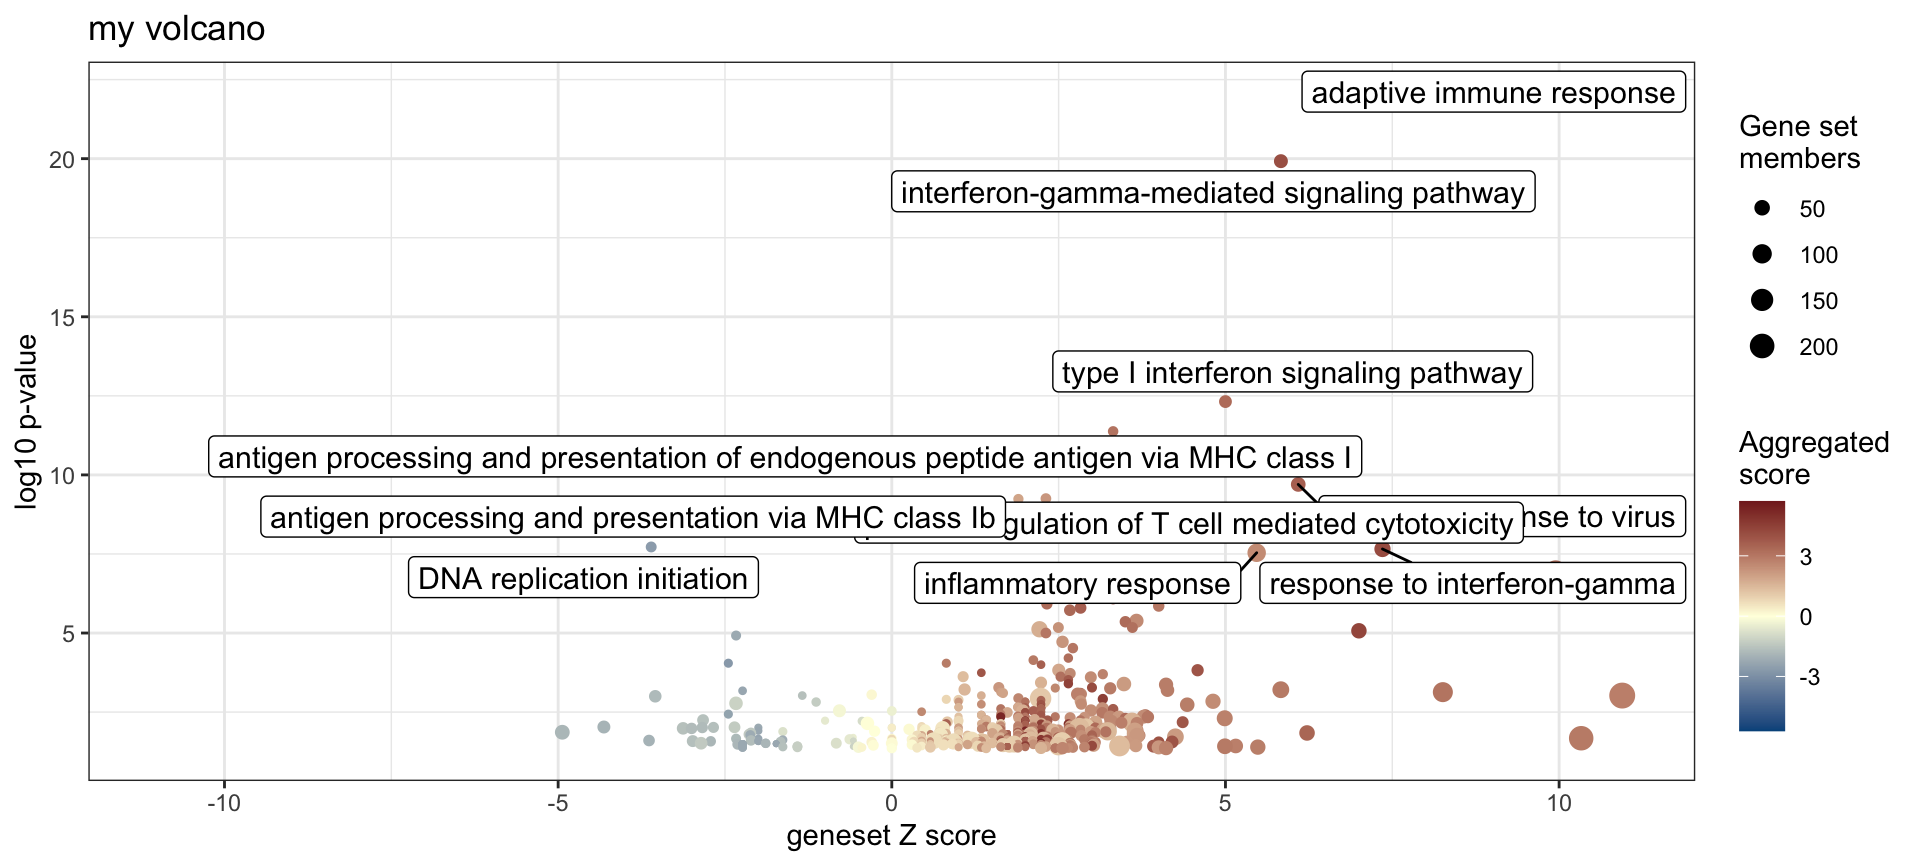 my volcano
adaptive immune response
interferon-gamma-mediated signaling pathway
type I interferon signaling pathway
antigen processing and presentation of endogenous peptide antigen via MHC class I
antigen processing and presentation via MHC class Ib
of T cell mediated cytotoxicity
to virus
DNA replication initiation
inflammatory response
response to interferon-gamma
log10 p-value
20
15
10
5
-10
-5
0
5
10
geneset Z score
Gene set
members
50
100
150
200
Aggregated
score
3
0
-3